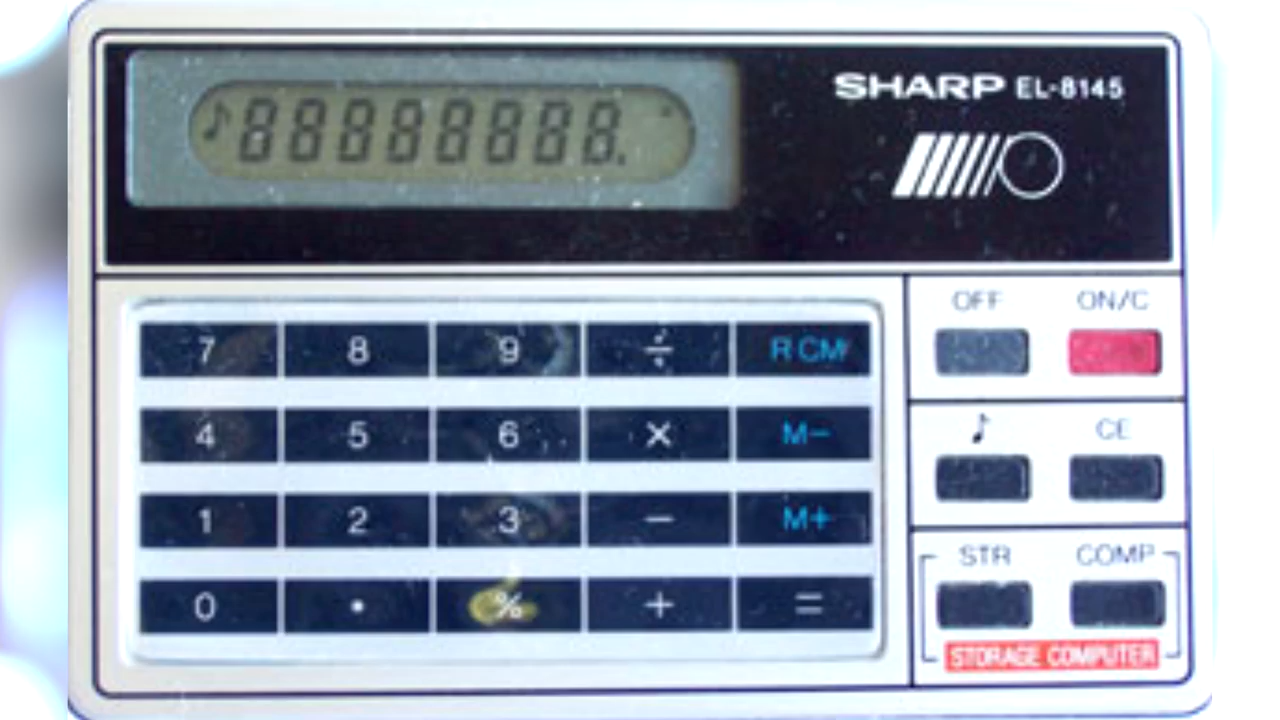 SHARP EL-8145
♪88888888.
OFF ON/C
7 8 9 ÷ RCM
4 5 6 × M−
♪ CE
1 2 3 − M+
STR COMP
0 • % + =
STORAGE COMPUTER